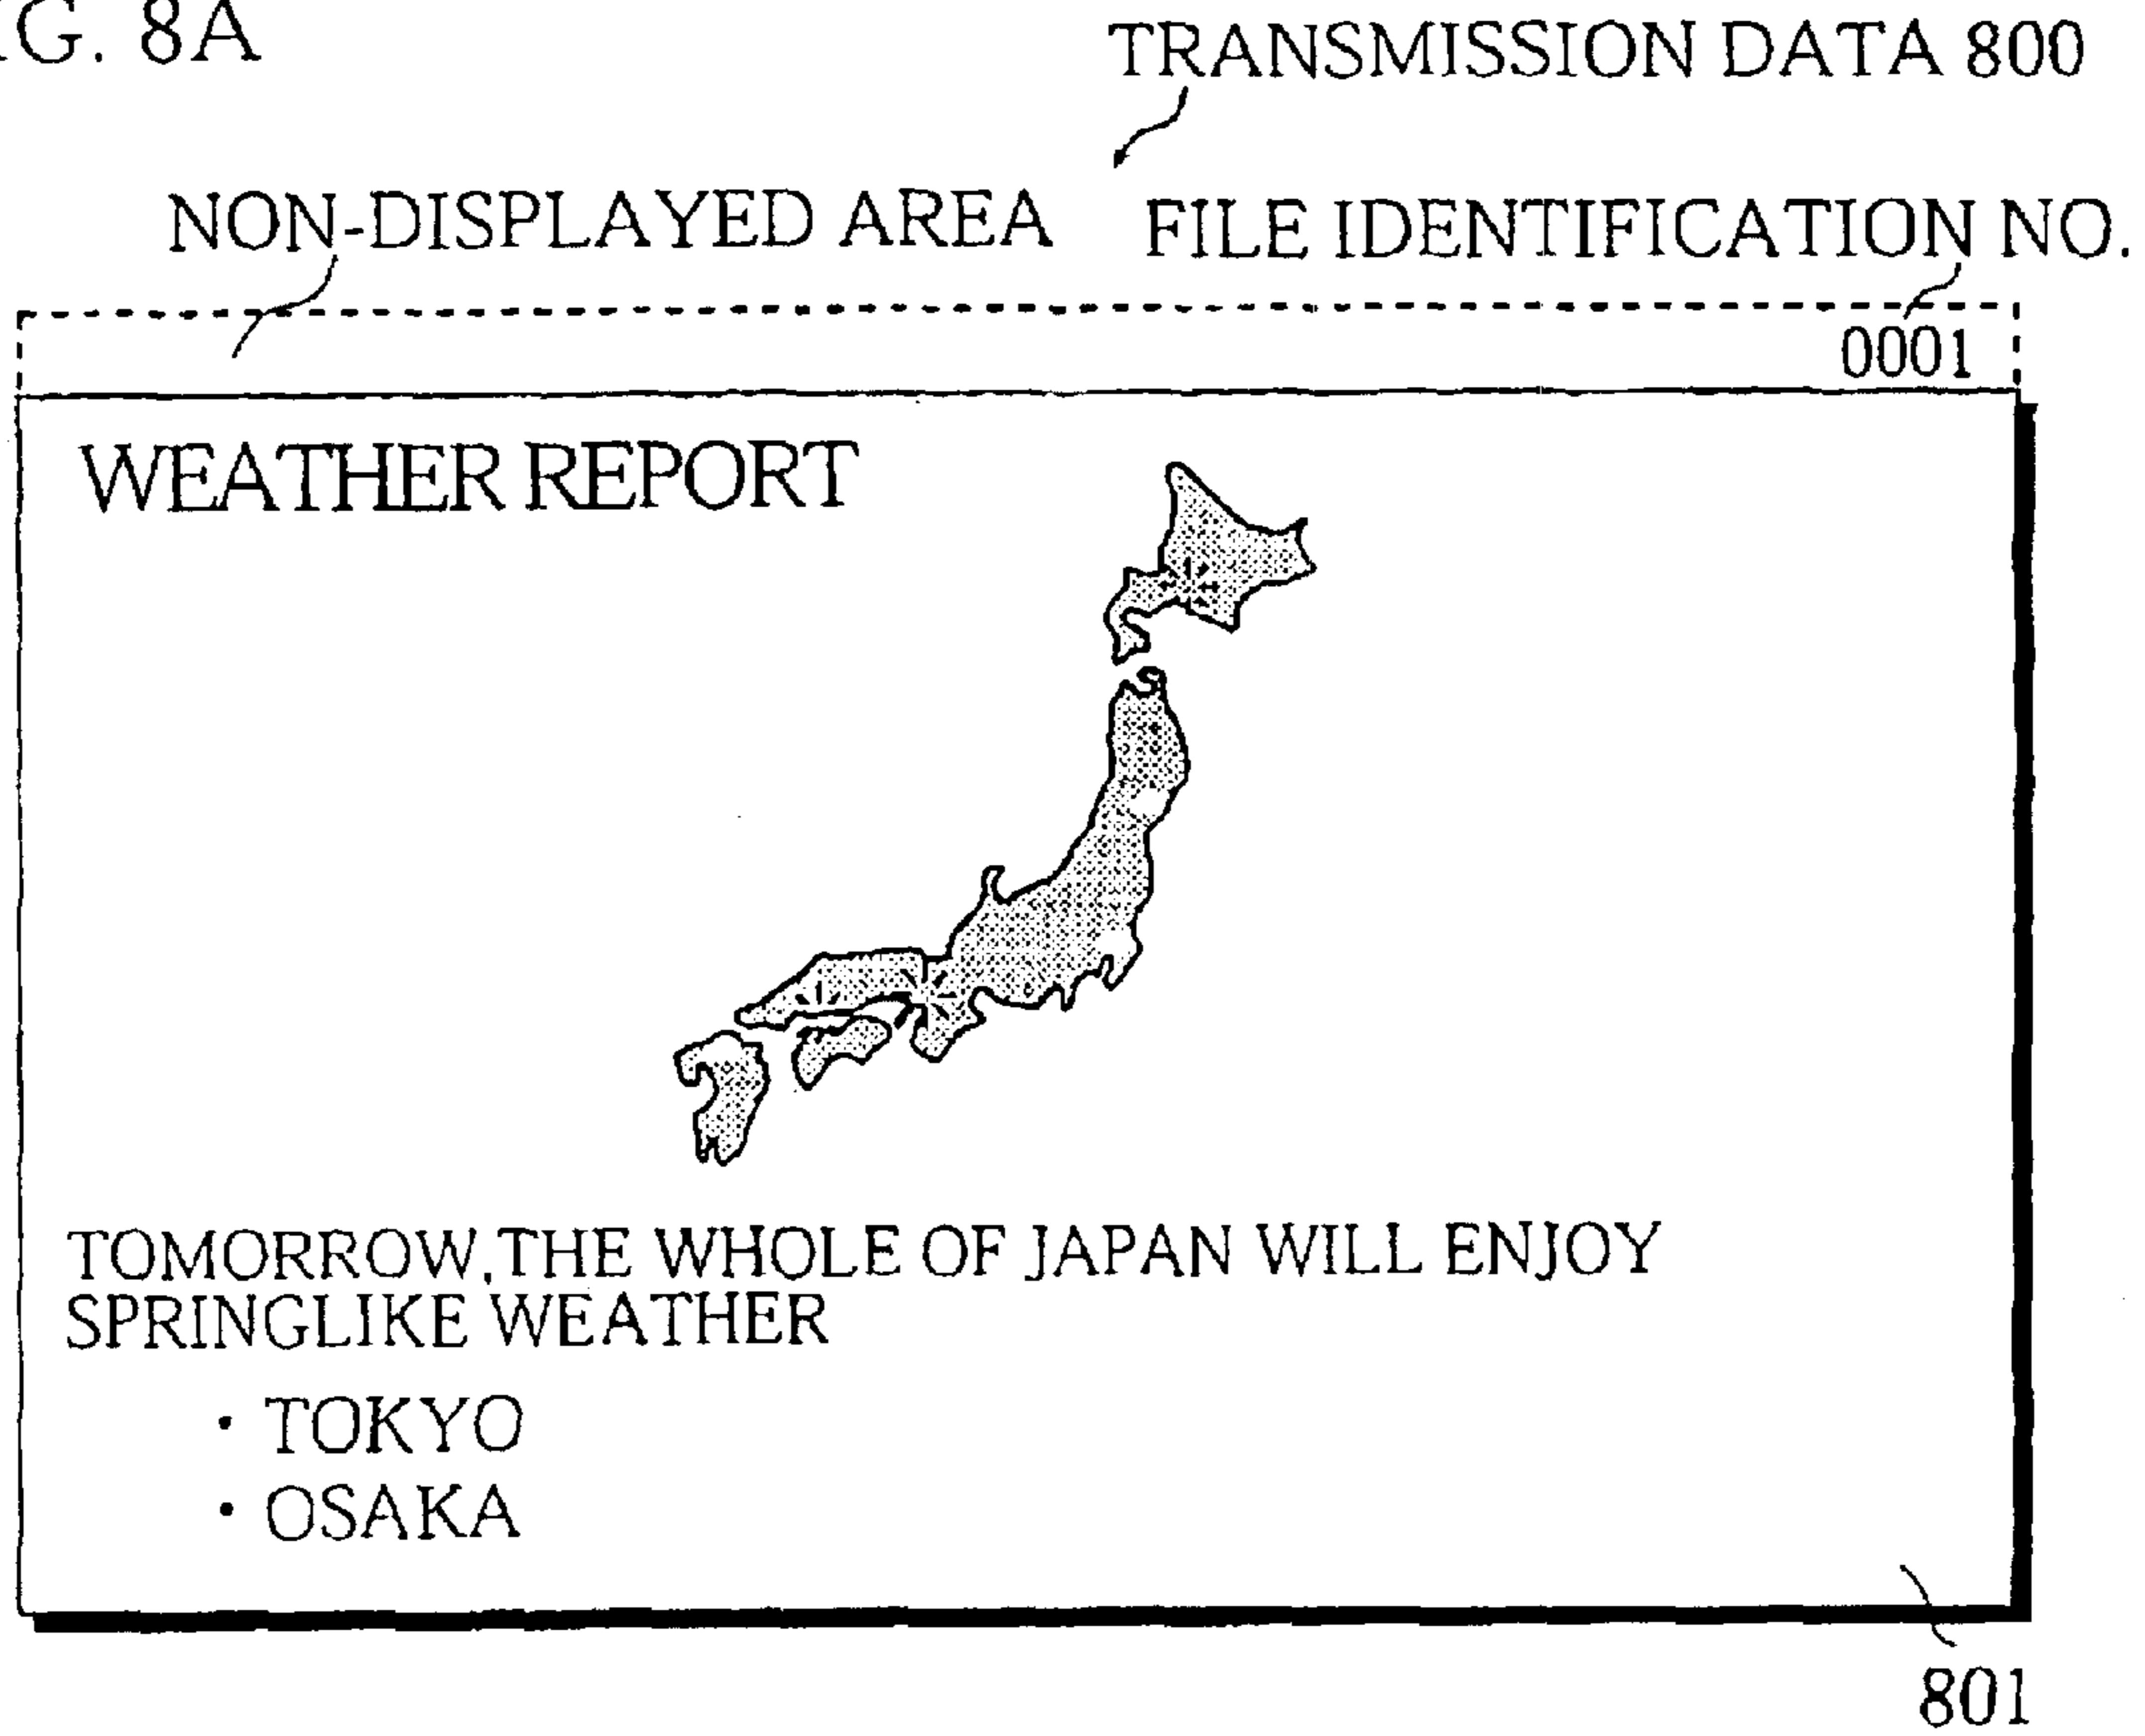 G. 8A
TRANSMISSION DATA 800
NON-DISPLAYED AREA
FILE IDENTIFICATION NO.
0001
WEATHER REPORT
TOMORROW,THE WHOLE OF JAPAN WILL ENJOY
SPRINGLIKE WEATHER
• TOKYO
• OSAKA
801